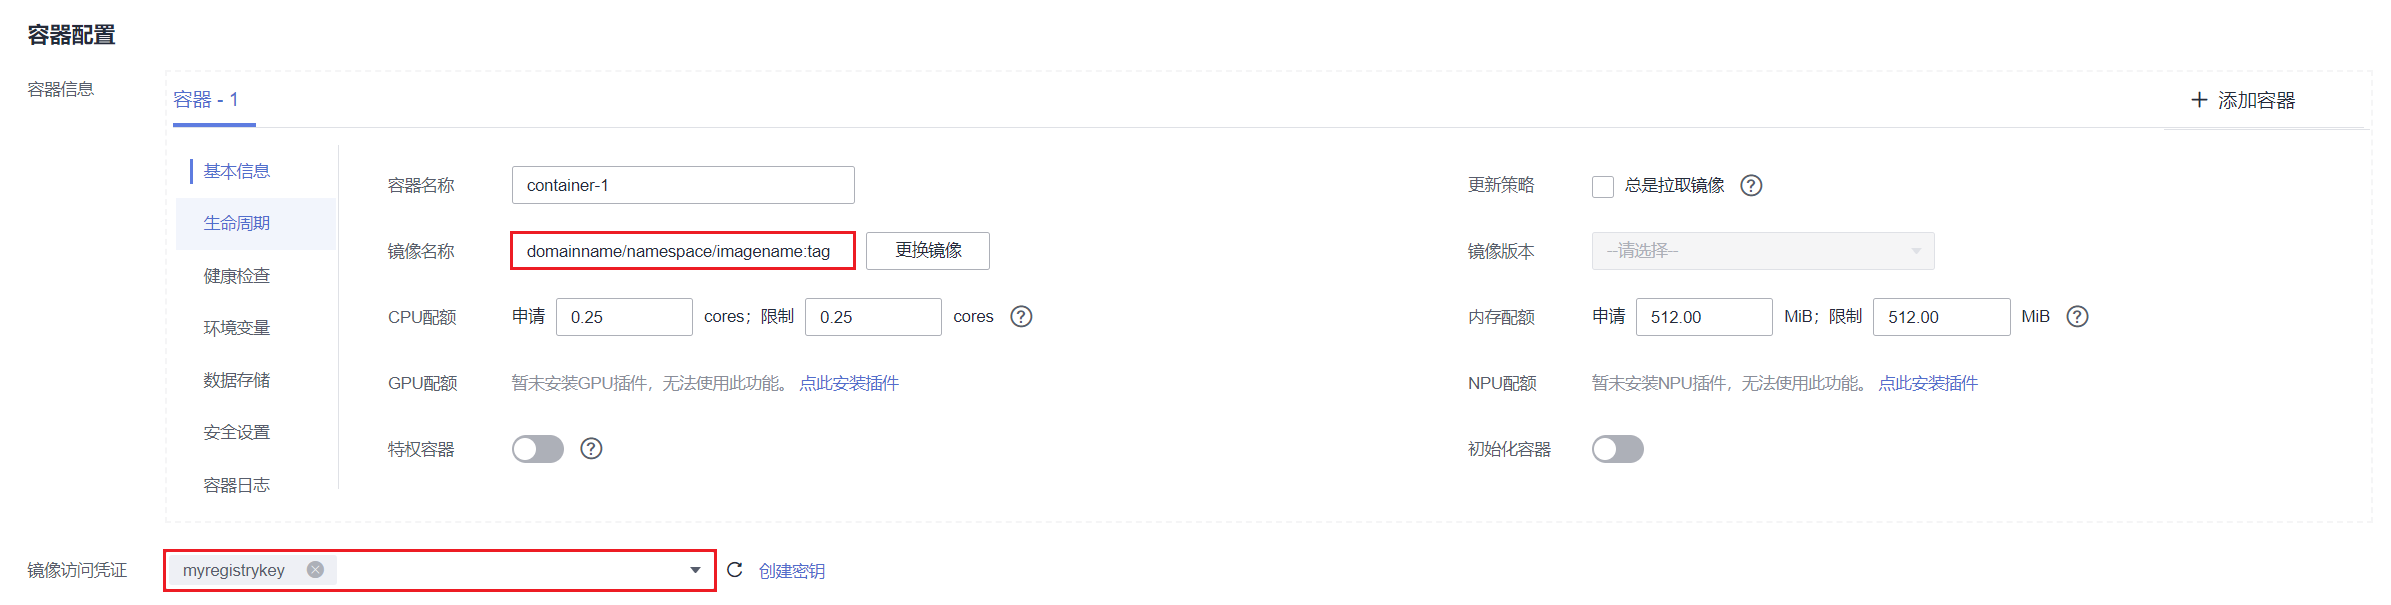 容器配置
容器信息
容器 - 1
添加容器
基本信息
生命周期
健康检查
环境变量
数据存储
安全设置
容器日志
容器名称 container-1 更新策略 总是拉取镜像 ?
镜像名称 domainname/namespace/imagename:tag 更换镜像 镜像版本 --请选择--
CPU配额 申请 0.25 cores；限制 0.25 cores ? 内存配额 申请 512.00 MiB；限制 512.00 MiB ?
GPU配额 暂未安装GPU插件，无法使用此功能。 点此安装插件 NPU配额 暂未安装NPU插件，无法使用此功能。 点此安装插件
特权容器 ? 初始化容器
镜像访问凭证 myregistrykey 创建密钥